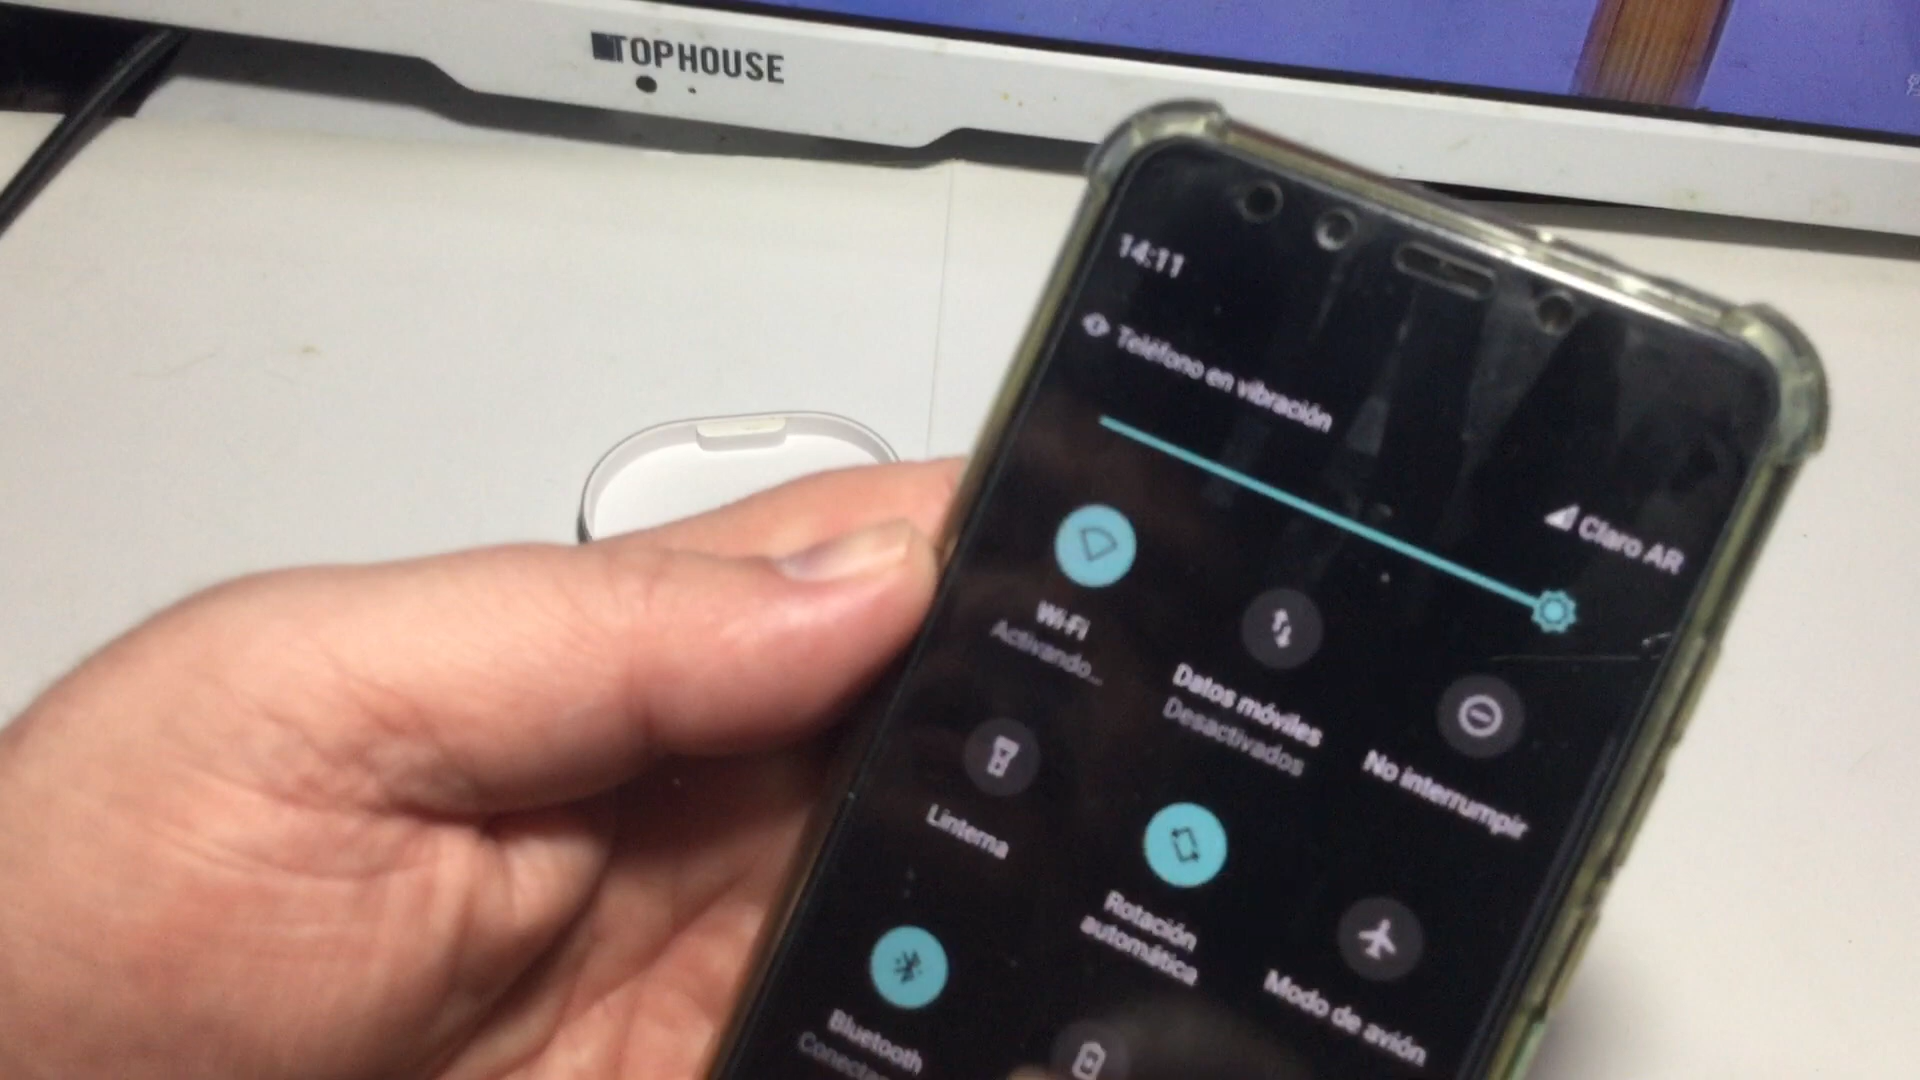 TOPHOUSE
14:11
Teléfono en vibración
Claro AR
Wi-Fi
Activando...
Datos móviles
Desactivados
No interrumpir
Linterna
Rotación
automática
Modo de avión
Bluetooth